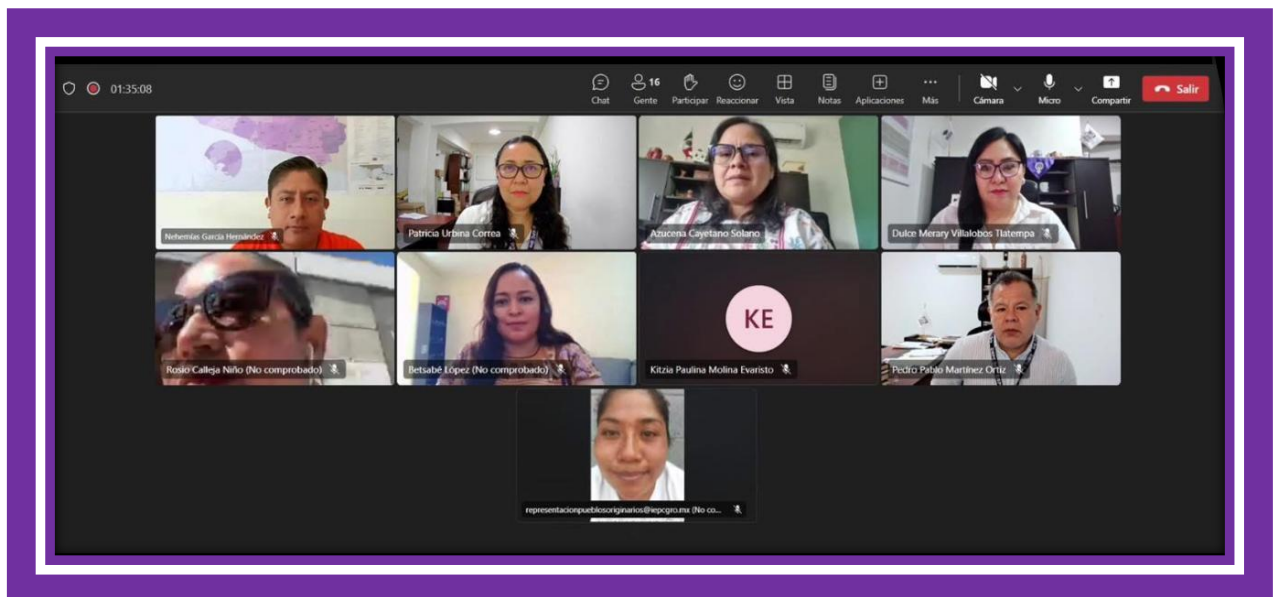 01:35:08
16
Chat Gente Participar Reaccionar Vista Notas Aplicaciones Más Cámara Micro Compartir Salir
Nehemías García Hernández
Patricia Urbina Correa
Azucena Cayetano Solano
Dulce Merary Villalobos Tlatempa
Rosio Calleja Niño (No comprobado)
Betsabé López (No comprobado)
KE
Kitzia Paulina Molina Evaristo
Pedro Pablo Martínez Ortiz
representacionpueblosoriginarios@iepcgro.mx (No co...